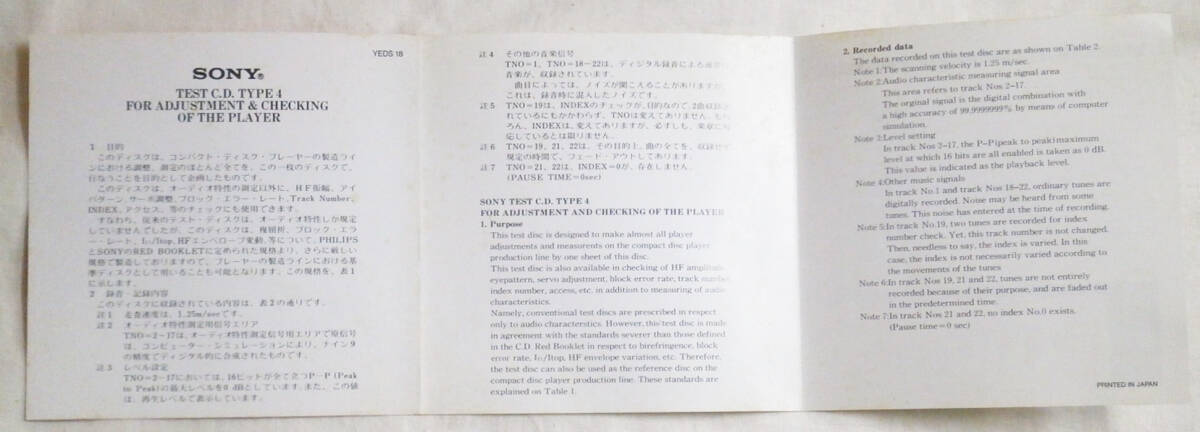 YEDS 18
SONY®
TEST C.D. TYPE 4
FOR ADJUSTMENT & CHECKING
OF THE PLAYER
1 目的
このディスクは、コンパクト・ディスク・プレーヤーの製造ライ
ンにおける調整、測定のほとんど全てを、この一枚のディスクで、
行なうことを目的として企画したものです。
このディスクは、オーディオ特性の測定以外に、HF振幅、アイ
パターン、サーボ調整、ブロック・エラー・レート、Track Number,
INDEX, アクセス、等のチェックにも使用できます。
すなわち、従来のテスト・ディスクは、オーディオ特性しか規定
していませんでしたが、このディスクは、複屈折、ブロック・エラ
ー・レート、I₃/Itop, HFエンベロープ変動、等について、PHILIPS
とSONYのRED BOOKLETに定められた規格より、さらに厳しい
規格で製造しておりますので、プレーヤーの製造ラインにおける基
準ディスクとして用いることも可能となります。この規格を、表1
に示します。
2 録音・記録内容
このディスクに収録されている内容は、表2の通りです。
註1 走査速度は、1.25m/secです。
註2 オーディオ特性測定用信号エリア
TNO=2-17は、オーディオ特性測定信号用エリアで原信号
は、コンピューター・シミュレーションにより、ナイン9
の精度でディジタル的に合成されたものです。
註3 レベル設定
TNO=2-17においては、16ビットが全て立つP-P (Peak
to Peak)の最大レベルを0 dBとしています。また、この値
は、再生レベルで表示しています。
註4 その他の音楽信号
TNO=1, TNO=18-22は、ディジタル録音による
音楽が、収録されています。
曲目によっては、ノイズが聞こえることがありますが
これは、録音時に混入したノイズです。
註5 TNO=19は、INDEXのチェックが、目的なので、2曲収録さ
れているにもかかわらず、TNOは変えてありません。もち
ろん、INDEXは、変えてありますが、必ずしも、楽章に対
応しているとは限りません。
註6 TNO=19, 21, 22は、その目的上、曲の全てを、収録せず
規定の時間で、フェード・アウトしてあります。
註7 TNO=21, 22は、INDEX=0が、存在しません。
(PAUSE TIME=0sec)
SONY TEST C.D. TYPE 4
FOR ADJUSTMENT AND CHECKING OF THE PLAYER
1. Purpose
This test disc is designed to make almost all player
adjustments and measurents on the compact disc player
production line by one sheet of this disc.
This test disc is also available in checking of HF amplitude,
eyepattern, servo adjustment, block error rate, track number,
index number, access, etc. in addition to measuring of audio
characteristics.
Namely, conventional test discs are prescribed in respect
only to audio characterstics. However, this test disc is made
in agreement with the standards severer than those defined
in the C.D. Red Booklet in respect to birefringence, block
error rate, I₃/Itop, HF envelope variation, etc. Therefore,
the test disc can also be used as the reference disc on the
compact disc player production line. These standards are
explained on Table 1.
2. Recorded data
The data recorded on this test disc are as shown on Table 2.
Note 1:The scanning velocity is 1.25 m/sec.
Note 2:Audio characteristic measuring signal area
This area refers to track Nos 2-17.
The orginal signal is the digital combination with
a high accuracy of 99.9999999% by means of computer
simulation.
Note 3:Level setting
In track Nos 2-17, the P-P(peak to peak)maximum
level at which 16 bits are all enabled is taken as 0 dB.
This value is indicated as the playback level.
Note 4:Other music signals
In track No.1 and track Nos 18-22, ordinary tunes are
digitally recorded. Noise may be heard from some
tunes. This noise has entered at the time of recording.
Note 5:In track No.19, two tunes are recorded for index
number check. Yet, this track number is not changed.
Then, needless to say, the index is varied. In this
case, the index is not necessarily varied according to
the movements of the tunes
Note 6:In track Nos 19, 21 and 22, tunes are not entirely
recorded because of their purpose, and are faded out
in the predetermined time.
Note 7:In track Nos 21 and 22, no index No.0 exists.
(Pause time=0 sec)
PRINTED IN JAPAN